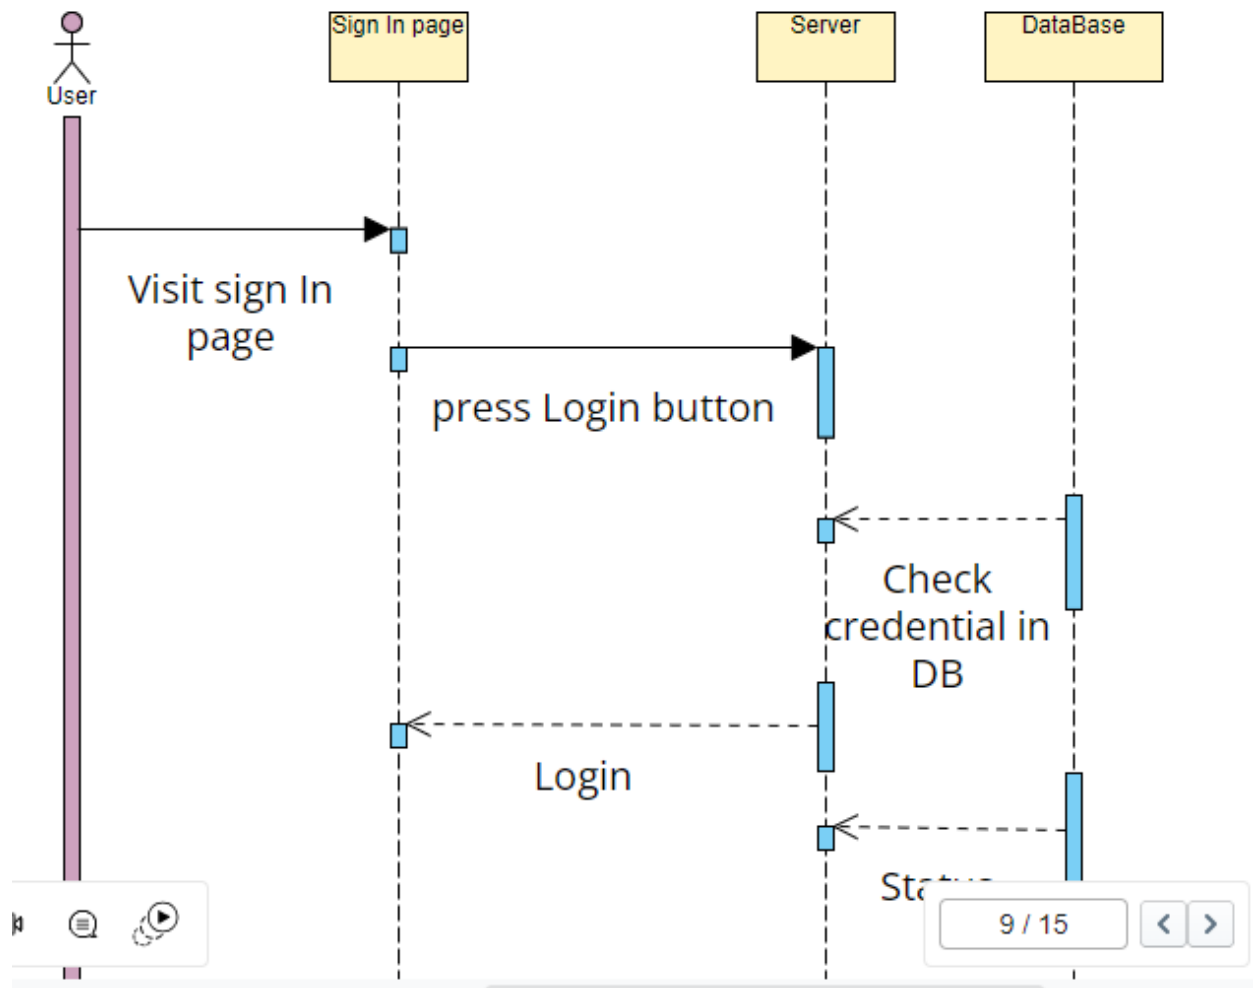 Sign In page
Server
DataBase
User
Visit sign In
page
press Login button
Check
credential in
DB
Login
Status
9 / 15